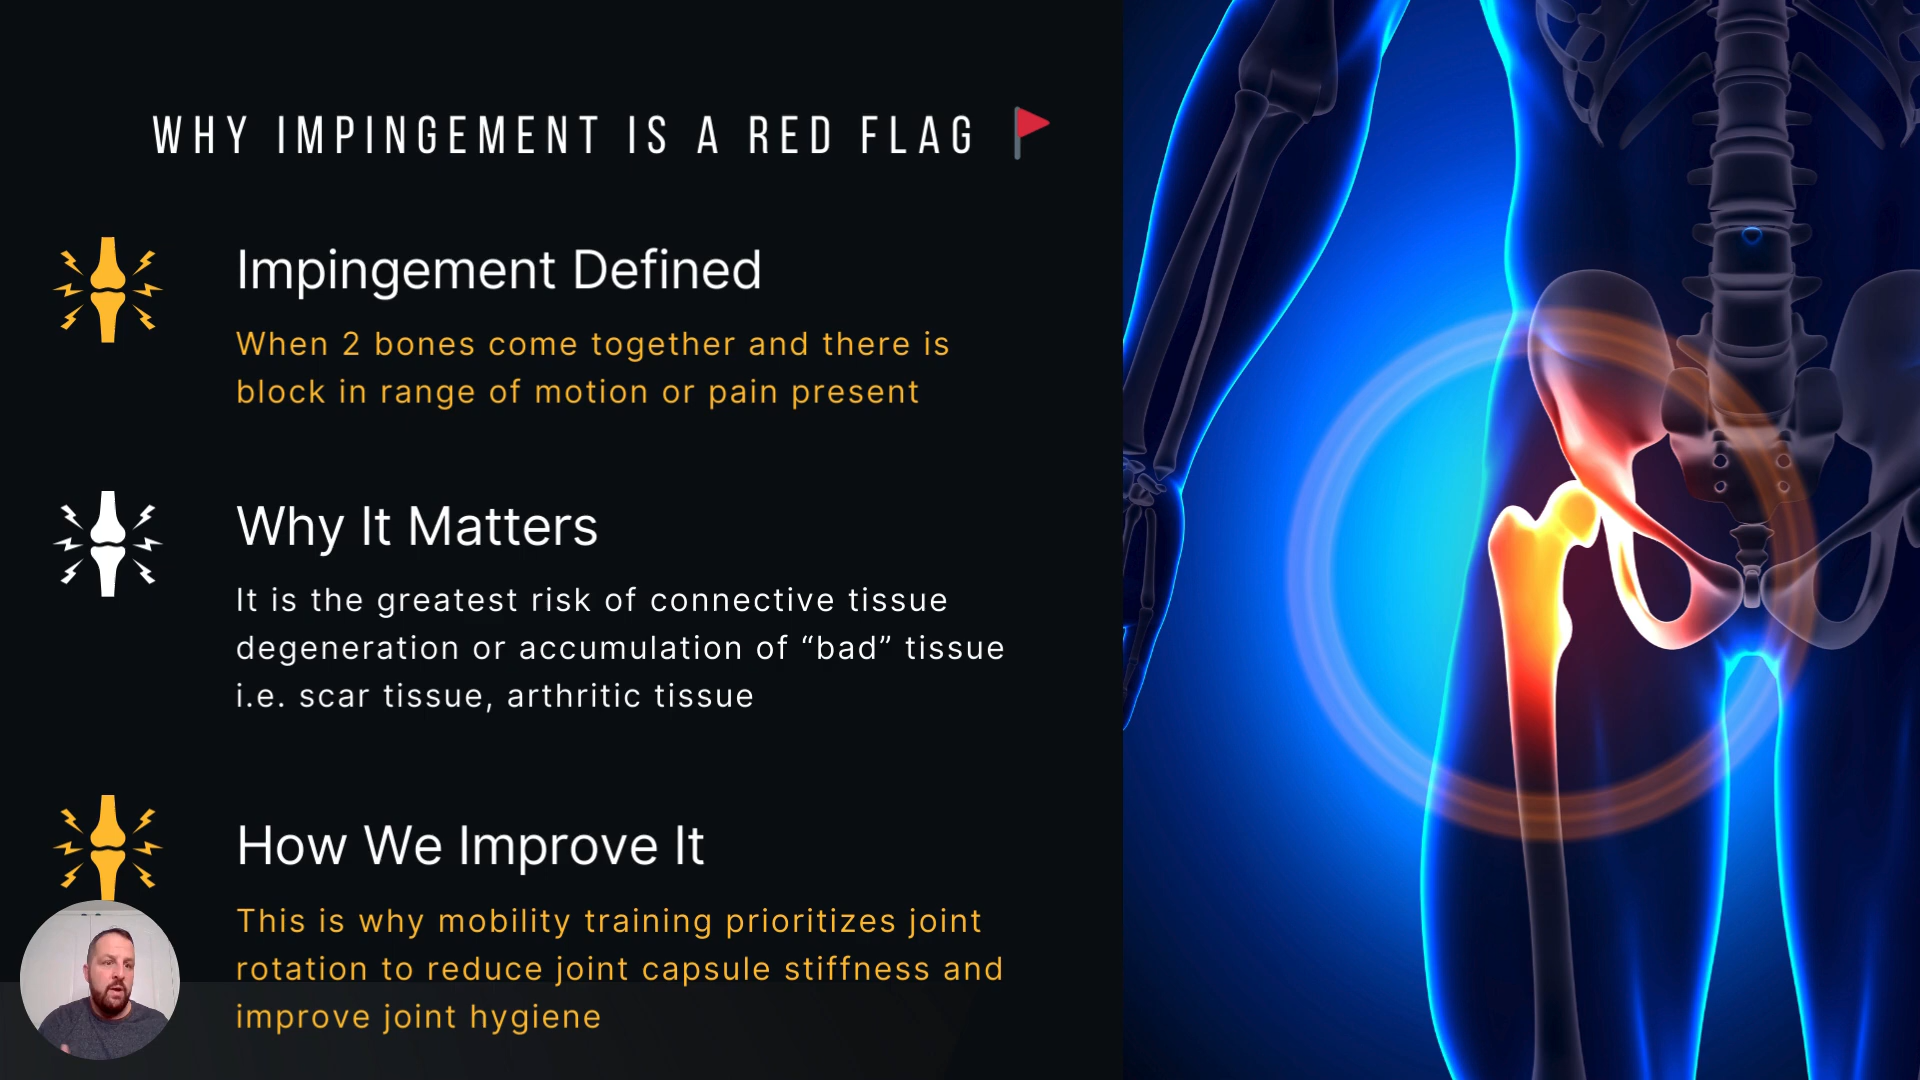 WHY IMPINGEMENT IS A RED FLAG
Impingement Defined
When 2 bones come together and there is
block in range of motion or pain present
Why It Matters
It is the greatest risk of connective tissue
degeneration or accumulation of “bad” tissue
i.e. scar tissue, arthritic tissue
How We Improve It
This is why mobility training prioritizes joint
rotation to reduce joint capsule stiffness and
improve joint hygiene